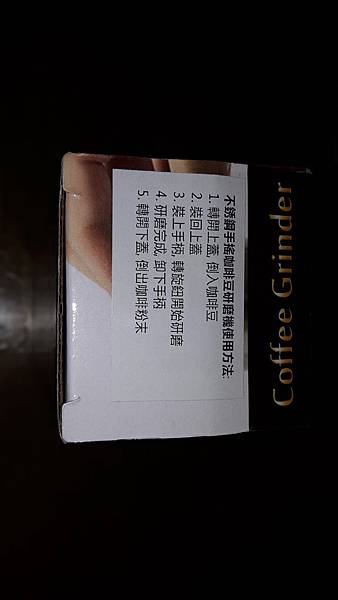 Coffee Grinder
不銹鋼手搖咖啡豆研磨機使用方法:
1. 轉開上蓋, 倒入咖啡豆
2. 裝回上蓋
3. 裝上手柄, 轉旋鈕開始研磨
4. 研磨完成, 卸下手柄
5. 轉開下蓋, 倒出咖啡粉末